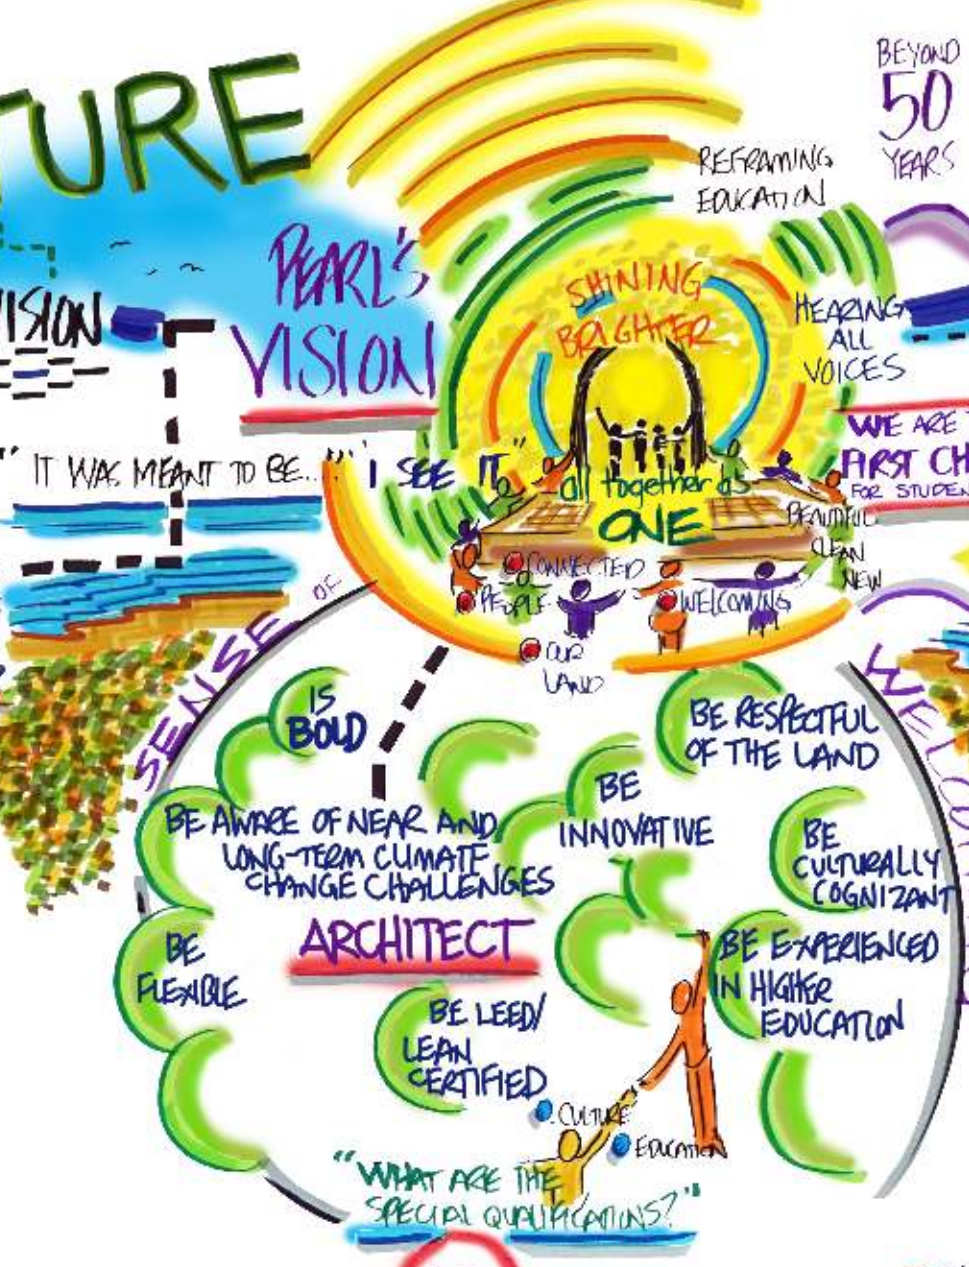 TURE
BEYOND
50
YEARS
REFRAMING
EDUCATION
PEARL'S
VISION
VISION
SHINING
BRIGHTER
HEARING
ALL
VOICES
"IT WAS MEANT TO BE..."
"I SEE IT"
all together as
ONE
WE ARE
FIRST CH
FOR STUDEN
BEAUTIFUL
CLEAN
NEW
CONNECTED
PEOPLE
WELCOMING
OUR
LAND
SENSE OF
IS
BOLD
BE RESPECTFUL
OF THE LAND
BE
INNOVATIVE
BE AWARE OF NEAR AND
LONG-TERM CLIMATE
CHANGE CHALLENGES
BE
CULTURALLY
COGNIZANT
ARCHITECT
BE
FLEXIBLE
BE EXPERIENCED
IN HIGHER
EDUCATION
BE LEED/
LEAN
CERTIFIED
CULTURE
EDUCATION
"WHAT ARE THE
SPECIAL QUALIFICATIONS?"